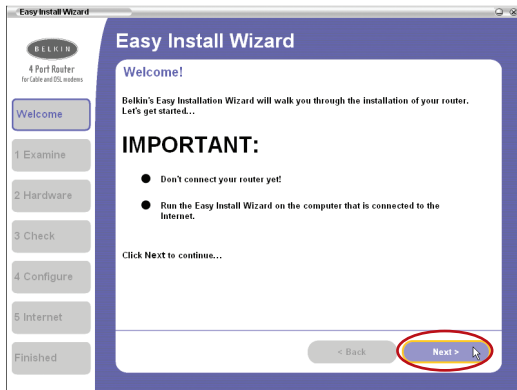 Easy Install Wizard
BELKIN
4 Port Router
for Cable and DSL modems
Welcome
1 Examine
2 Hardware
3 Check
4 Configure
5 Internet
Finished
Easy Install Wizard
Welcome!
Belkin's Easy Installation Wizard will walk you through the installation of your router.
Let's get started...
IMPORTANT:
Don't connect your router yet!
Run the Easy Install Wizard on the computer that is connected to the
Internet.
Click Next to continue...
< Back
Next >